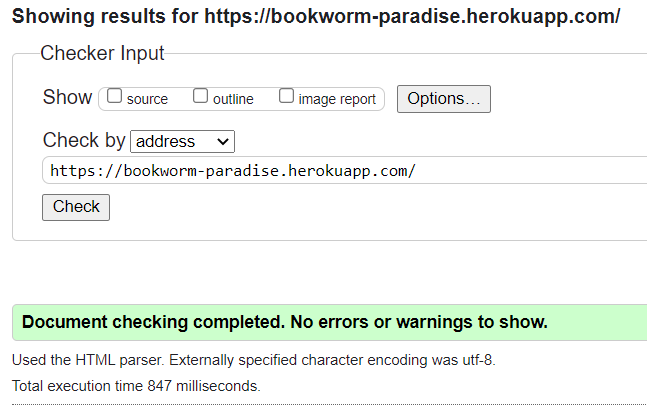 Showing results for https://bookworm-paradise.herokuapp.com/
Checker Input
Show source outline image report Options...
Check by address
https://bookworm-paradise.herokuapp.com/
Check
Document checking completed. No errors or warnings to show.
Used the HTML parser. Externally specified character encoding was utf-8.
Total execution time 847 milliseconds.